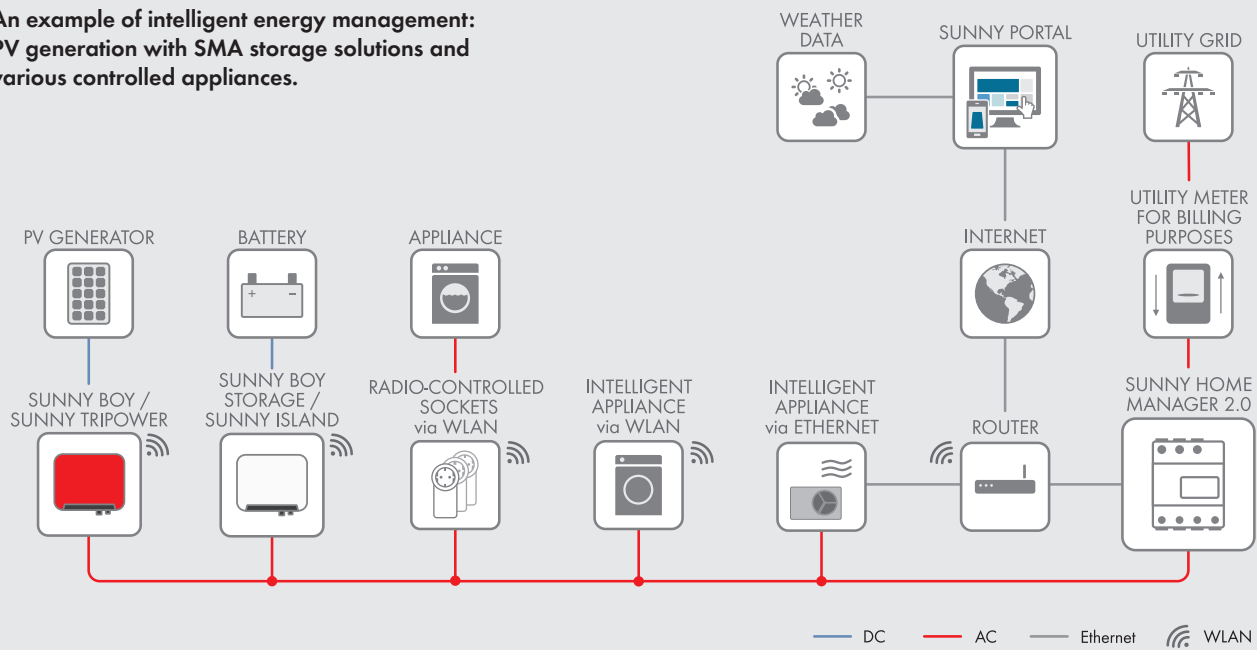 An example of intelligent energy management:
PV generation with SMA storage solutions and
various controlled appliances.
WEATHER
DATA
SUNNY PORTAL
UTILITY GRID
UTILITY METER
FOR BILLING
PURPOSES
PV GENERATOR
BATTERY
APPLIANCE
INTERNET
SUNNY BOY /
SUNNY TRIPOWER
SUNNY BOY
STORAGE /
SUNNY ISLAND
RADIO-CONTROLLED
SOCKETS
via WLAN
INTELLIGENT
APPLIANCE
via WLAN
INTELLIGENT
APPLIANCE
via ETHERNET
ROUTER
SUNNY HOME
MANAGER 2.0
DC
AC
Ethernet
WLAN